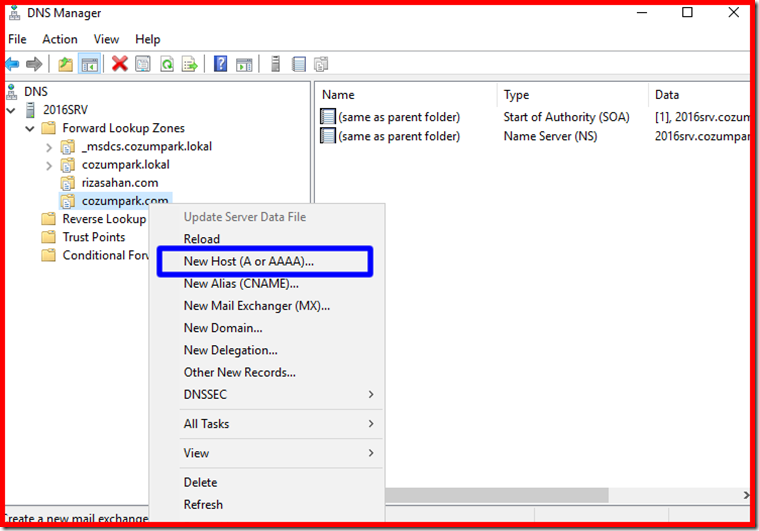 DNS Manager
File Action View Help
DNS
2016SRV
Forward Lookup Zones
_msdcs.cozumpark.lokal
cozumpark.lokal
rizasahan.com
cozumpark.com
Reverse Lookup
Trust Points
Conditional Forw
Name Type Data
(same as parent folder) Start of Authority (SOA) [1], 2016srv.cozumpa
(same as parent folder) Name Server (NS) 2016srv.cozumpark
Update Server Data File
Reload
New Host (A or AAAA)...
New Alias (CNAME)...
New Mail Exchanger (MX)...
New Domain...
New Delegation...
Other New Records...
DNSSEC
All Tasks
View
Delete
Refresh
Create a new mail exchange